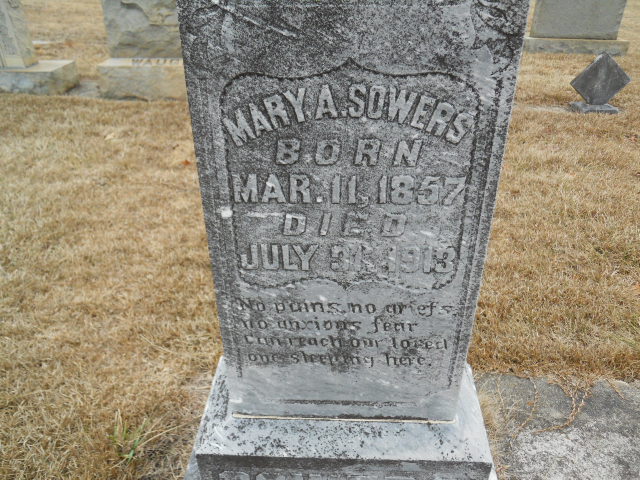 MARY A. SOWERS
BORN
MAR. 11, 1857
DIED
JULY 31, 1913
No pains, no griefs,
no anxious fear
Can reach our loved
one sleeping here.